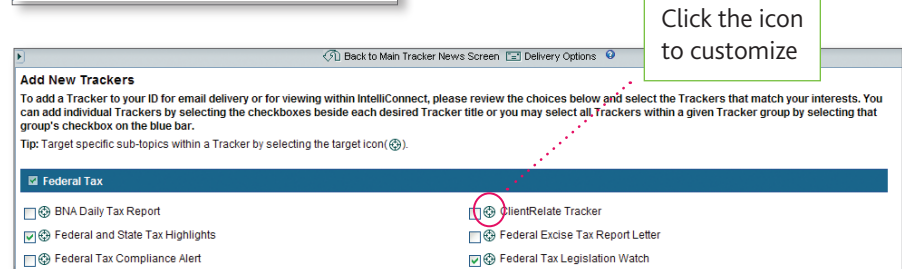 Click the icon
to customize
Back to Main Tracker News Screen Delivery Options
Add New Trackers
To add a Tracker to your ID for email delivery or for viewing within IntelliConnect, please review the choices below and select the Trackers that match your interests. You
can add individual Trackers by selecting the checkboxes beside each desired Tracker title or you may select all Trackers within a given Tracker group by selecting that
group's checkbox on the blue bar.
Tip: Target specific sub-topics within a Tracker by selecting the target icon( ).
Federal Tax
BNA Daily Tax Report
ClientRelate Tracker
Federal and State Tax Highlights
Federal Excise Tax Report Letter
Federal Tax Compliance Alert
Federal Tax Legislation Watch